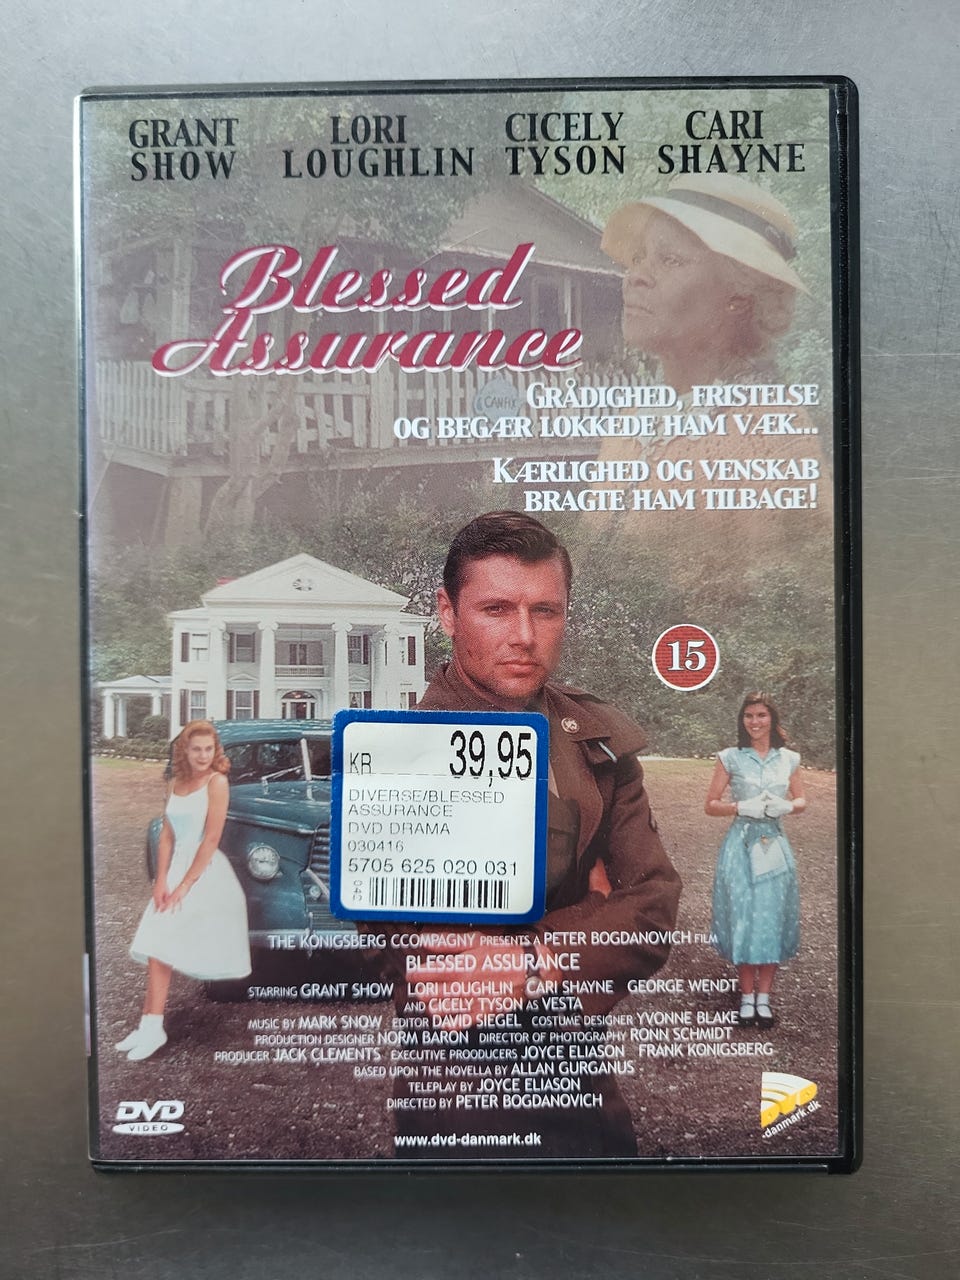 GRANT SHOW
LORI LOUGHLIN
CICELY TYSON
CARI SHAYNE
Blessed
Assurance
CANFIX
GRÅDIGHED, FRISTELSE
OG BEGÆR LOKKEDE HAM VÆK...
KÆRLIGHED OG VENSKAB
BRAGTE HAM TILBAGE!
15
KR 39,95
DIVERSE/BLESSED
ASSURANCE
DVD DRAMA
030416
5705 625 020 031
042
THE KONIGSBERG CCOMPAGNY PRESENTS A PETER BOGDANOVICH FILM
BLESSED ASSURANCE
STARRING GRANT SHOW LORI LOUGHLIN CARI SHAYNE GEORGE WENDT
AND CICELY TYSON AS VESTA
MUSIC BY MARK SNOW EDITOR DAVID SIEGEL COSTUME DESIGNER YVONNE BLAKE
PRODUCTION DESIGNER NORM BARON DIRECTOR OF PHOTOGRAPHY RONN SCHMIDT
PRODUCER JACK CLEMENTS EXECUTIVE PROODUCERS JOYCE ELIASON FRANK KONIGSBERG
BASED UPON THE NOVELLA BY ALLAN GURGANUS
TELEPLAY BY JOYCE ELIASON
DIRECTED BY PETER BOGDANOVICH
DVD
VIDEO
www.dvd-danmark.dk
DVD
-danmark.dk